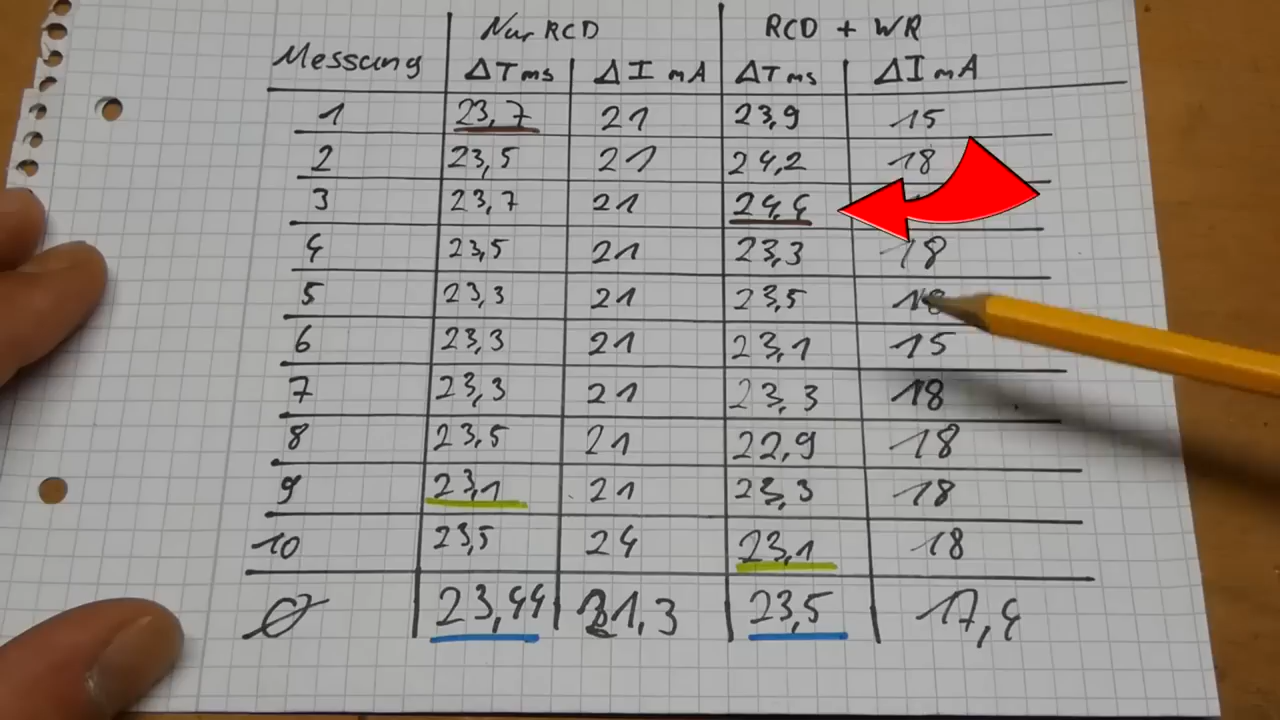 Nur RCD RCD + WR
Messung ΔT ms ΔI mA ΔT ms ΔI mA
1 23,7 21 23,9 15
2 23,5 21 24,2 18
3 23,7 21 24,4
4 23,5 21 23,3 18
5 23,3 21 23,5 18
6 23,3 21 23,1 15
7 23,3 21 23,3 18
8 23,5 21 22,9 18
9 23,1 21 23,3 18
10 23,5 24 23,1 18
Ø 23,44 21,3 23,5 17,4